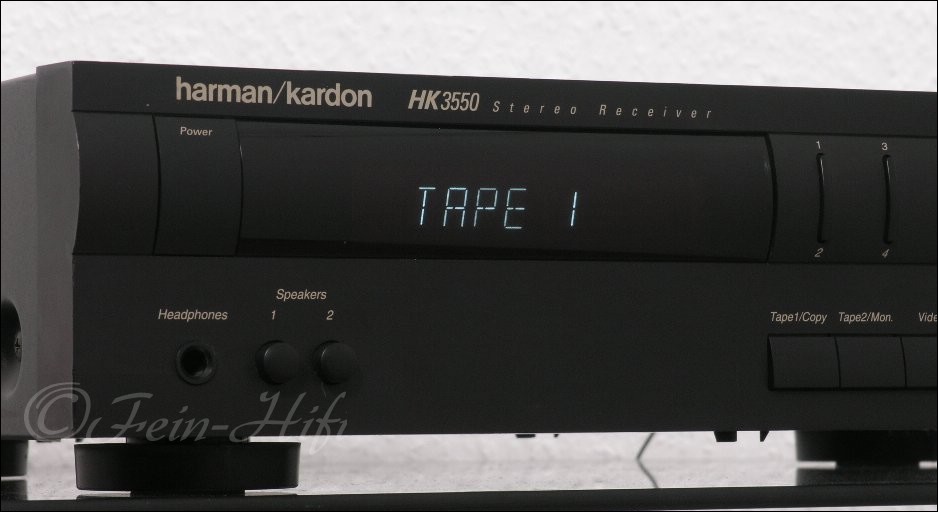 harman/kardon HK3550 Stereo Receiver
Power
1 3
TAPE 1
2 4
Speakers
Headphones 1 2
Tape1/Copy Tape2/Mon.
© Fein-Hifi